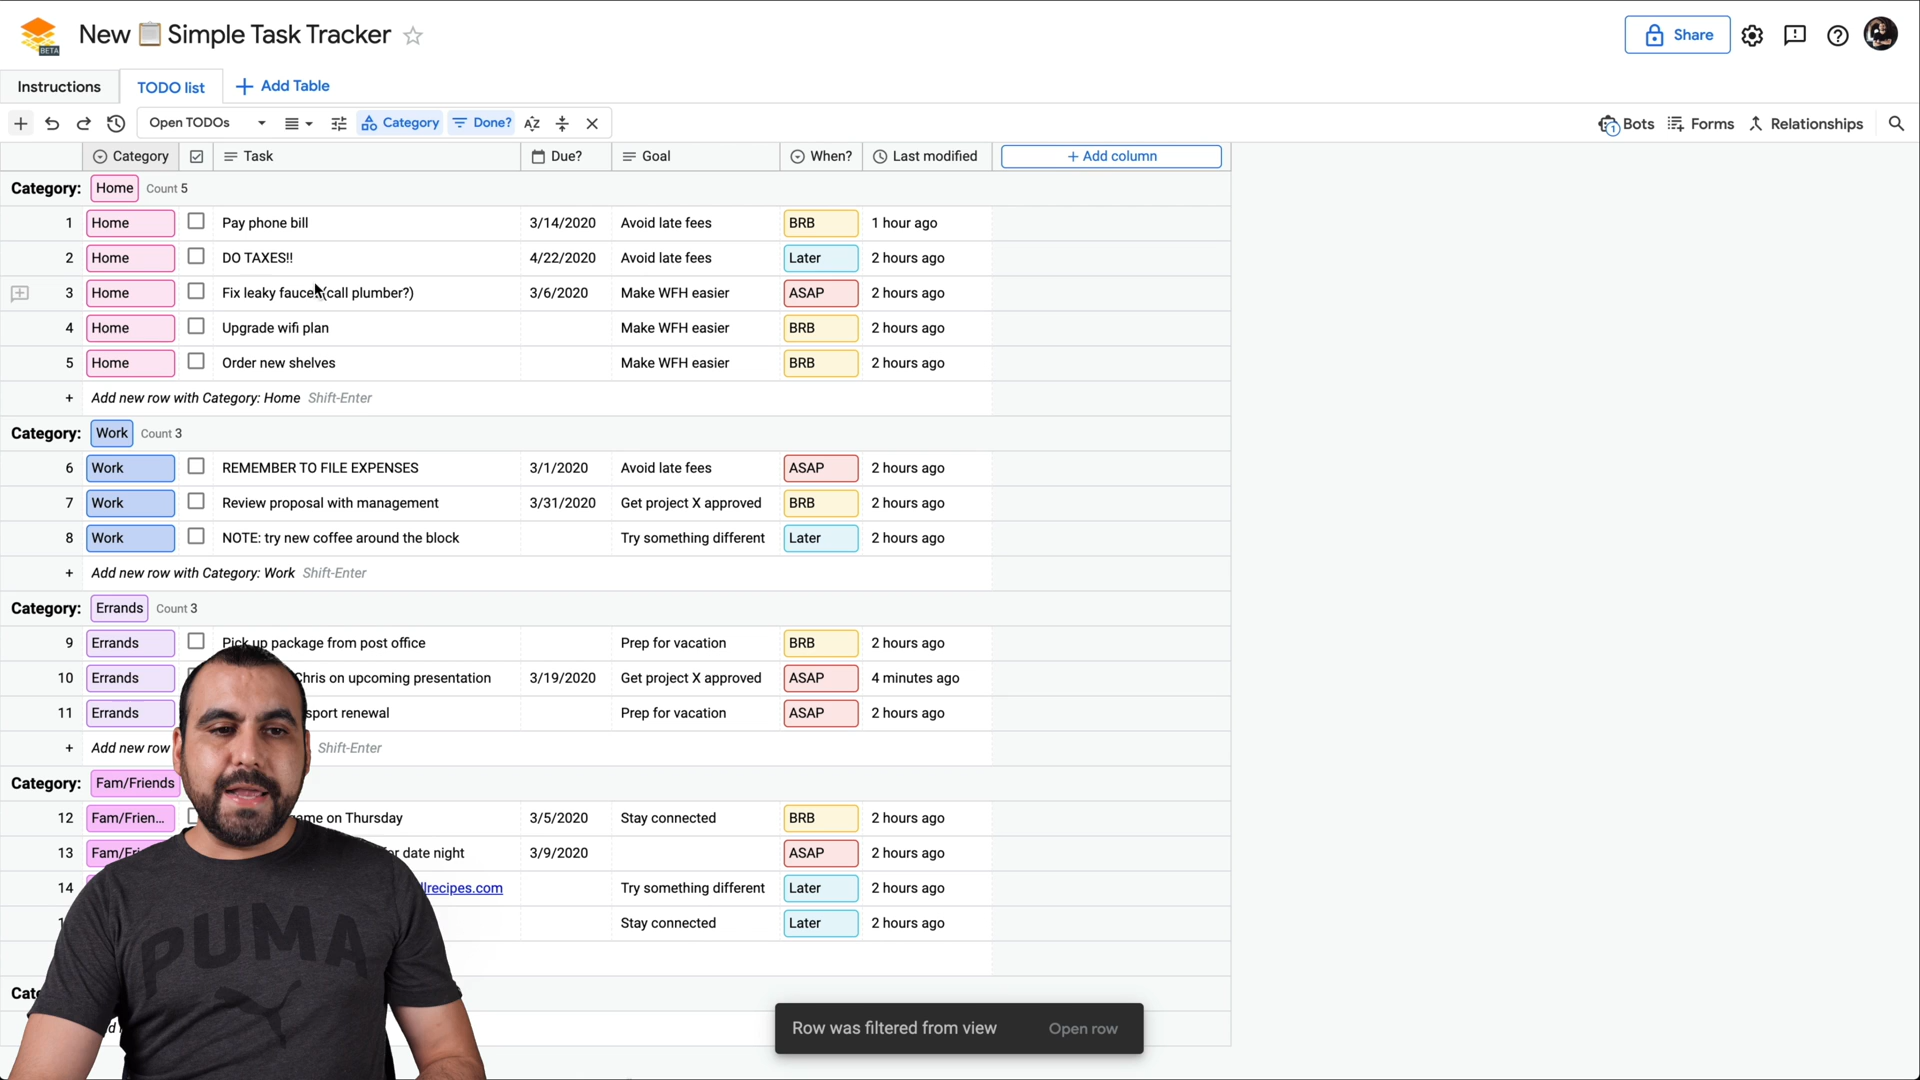 BETA
New Simple Task Tracker
Share
Instructions
TODO list
Add Table
Open TODOs
Category
Done?
AZ
1
Bots
Forms
Relationships
Category
Task
Due?
Goal
When?
Last modified
+ Add column
Category: Home Count 5
1 Home Pay phone bill 3/14/2020 Avoid late fees BRB 1 hour ago
2 Home DO TAXES!! 4/22/2020 Avoid late fees Later 2 hours ago
3 Home Fix leaky faucet (call plumber?) 3/6/2020 Make WFH easier ASAP 2 hours ago
4 Home Upgrade wifi plan Make WFH easier BRB 2 hours ago
5 Home Order new shelves Make WFH easier BRB 2 hours ago
+ Add new row with Category: Home Shift-Enter
Category: Work Count 3
6 Work REMEMBER TO FILE EXPENSES 3/1/2020 Avoid late fees ASAP 2 hours ago
7 Work Review proposal with management 3/31/2020 Get project X approved BRB 2 hours ago
8 Work NOTE: try new coffee around the block Try something different Later 2 hours ago
+ Add new row with Category: Work Shift-Enter
Category: Errands Count 3
9 Errands Pick up package from post office Prep for vacation BRB 2 hours ago
10 Errands Chris on upcoming presentation 3/19/2020 Get project X approved ASAP 4 minutes ago
11 Errands renewal Prep for vacation ASAP 2 hours ago
+ Add new row Shift-Enter
Category: Fam/Friends
12 Fam/Frien... on Thursday 3/5/2020 Stay connected BRB 2 hours ago
13 date night 3/9/2020 ASAP 2 hours ago
14 llrecipes.com Try something different Later 2 hours ago
Stay connected Later 2 hours ago
PUMA
Row was filtered from view
Open row